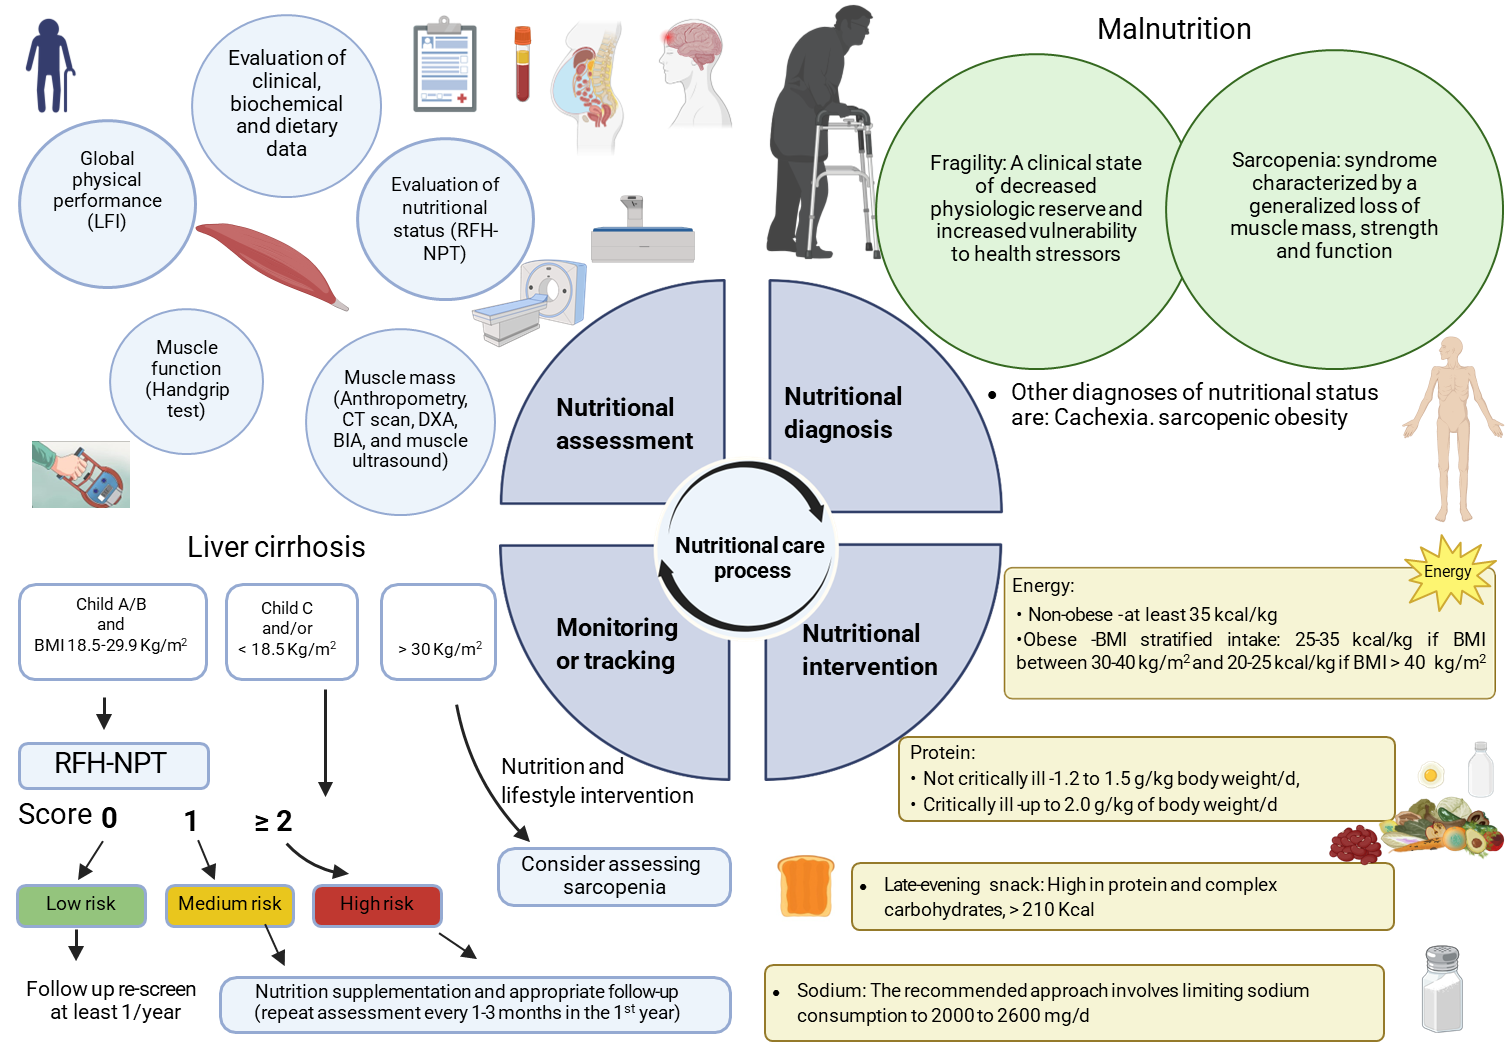 Evaluation of
clinical,
biochemical
and dietary
data
Global
physical
performance
(LFI)
Evaluation of
nutritional
status (RFH-
NPT)
Muscle
function
(Handgrip
test)
Muscle mass
(Anthropometry,
CT scan, DXA,
BIA, and muscle
ultrasound)
Malnutrition
Fragility: A clinical state
of decreased
physiologic reserve and
increased vulnerability
to health stressors
Sarcopenia: syndrome
characterized by a
generalized loss of
muscle mass, strength
and function
• Other diagnoses of nutritional status
are: Cachexia. sarcopenic obesity
Nutritional
assessment
Nutritional
diagnosis
Nutritional care
process
Monitoring
or tracking
Nutritional
intervention
Liver cirrhosis
Child A/B
and
BMI 18.5-29.9 Kg/m²
Child C
and/or
< 18.5 Kg/m²
> 30 Kg/m²
RFH-NPT
Score 0 1 ≥ 2
Low risk
Medium risk
High risk
Follow up re-screen
at least 1/year
Nutrition and
lifestyle intervention
Consider assessing
sarcopenia
Nutrition supplementation and appropriate follow-up
(repeat assessment every 1-3 months in the 1st year)
Energy
Energy:
• Non-obese -at least 35 kcal/kg
•Obese -BMI stratified intake: 25-35 kcal/kg if BMI
between 30-40 kg/m² and 20-25 kcal/kg if BMI > 40 kg/m²
Protein:
• Not critically ill -1.2 to 1.5 g/kg body weight/d,
• Critically ill -up to 2.0 g/kg of body weight/d
• Late-evening snack: High in protein and complex
carbohydrates, > 210 Kcal
• Sodium: The recommended approach involves limiting sodium
consumption to 2000 to 2600 mg/d